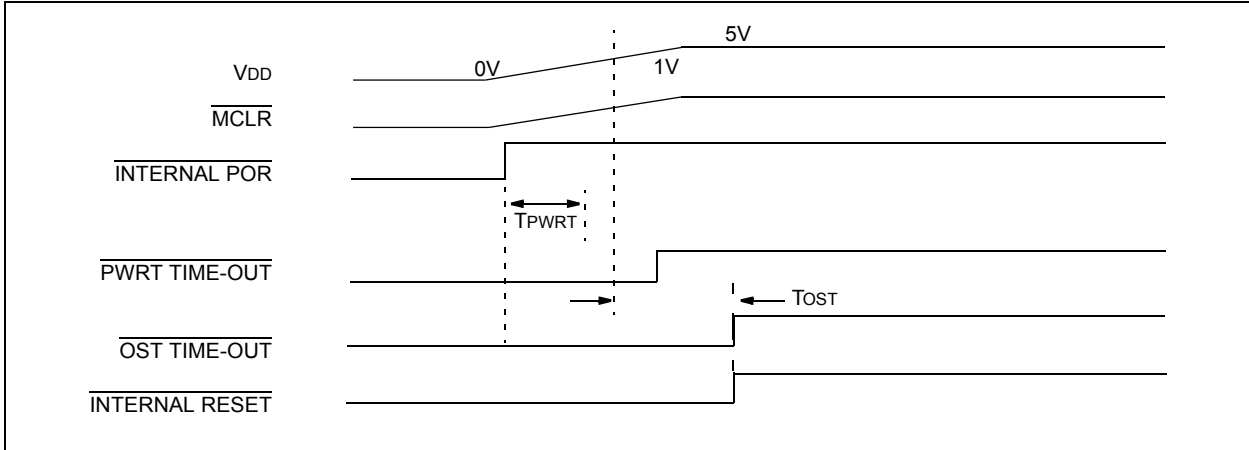 5V
VDD 0V 1V
MCLR
INTERNAL POR
TPWRT
PWRT TIME-OUT
TOST
OST TIME-OUT
INTERNAL RESET